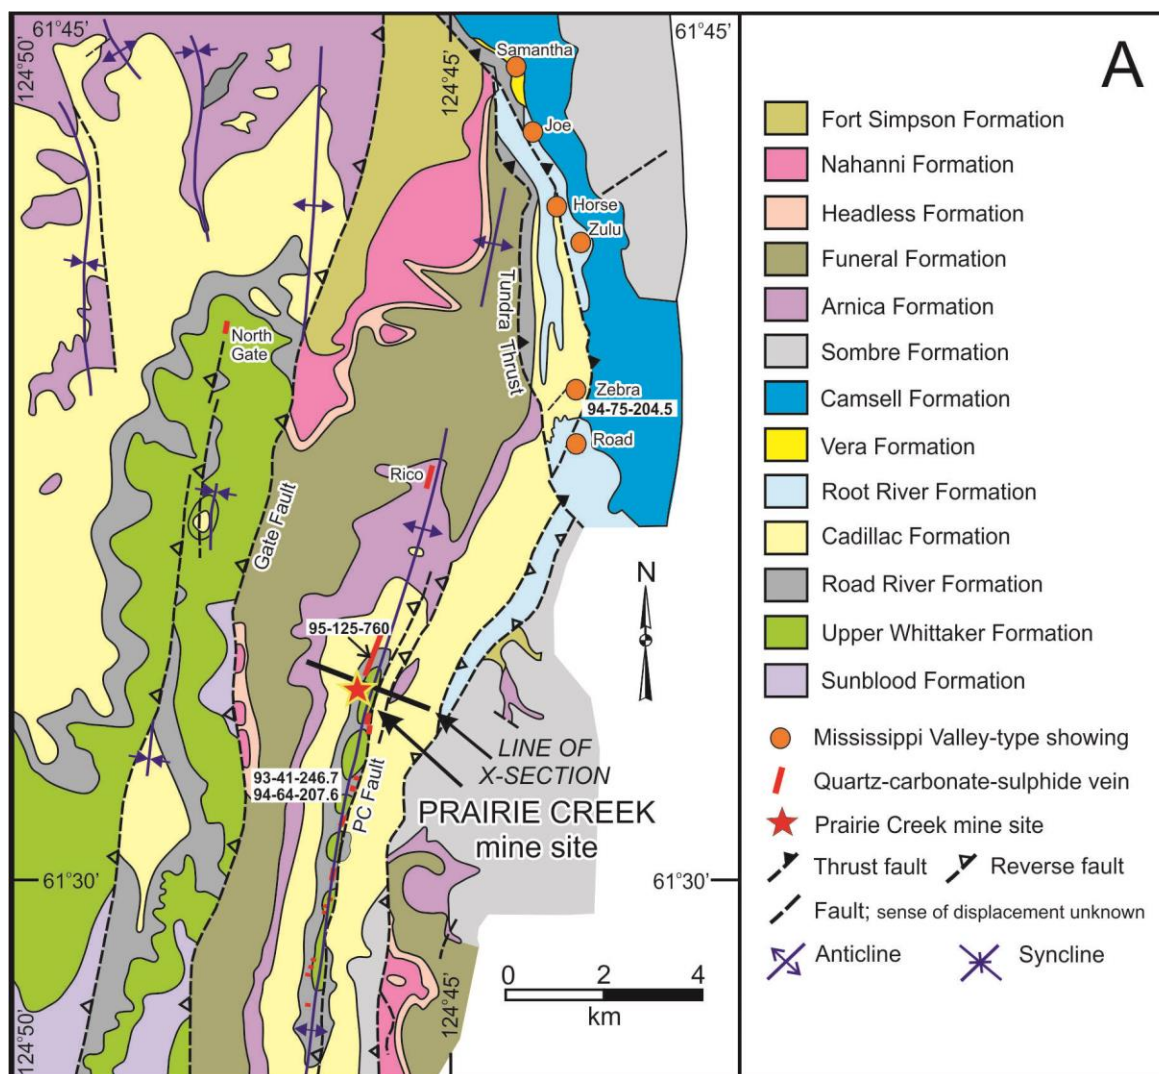 61°45’
61°45’
124°50’
124°45’
A
Samantha
Joe
Horse
Zulu
Tundra Thrust
North
Gate
Gate Fault
Zebra
94-75-204.5
Road
Rico
N
95-125-760
LINE OF
X-SECTION
93-41-246.7
94-64-207.6
PC Fault
PRAIRIE CREEK
mine site
61°30’
61°30’
0 2 4
km
124°50’
124°45’
Fort Simpson Formation
Nahanni Formation
Headless Formation
Funeral Formation
Arnica Formation
Sombre Formation
Camsell Formation
Vera Formation
Root River Formation
Cadillac Formation
Road River Formation
Upper Whittaker Formation
Sunblood Formation
Mississippi Valley-type showing
Quartz-carbonate-sulphide vein
Prairie Creek mine site
Thrust fault Reverse fault
Fault; sense of displacement unknown
Anticline Syncline